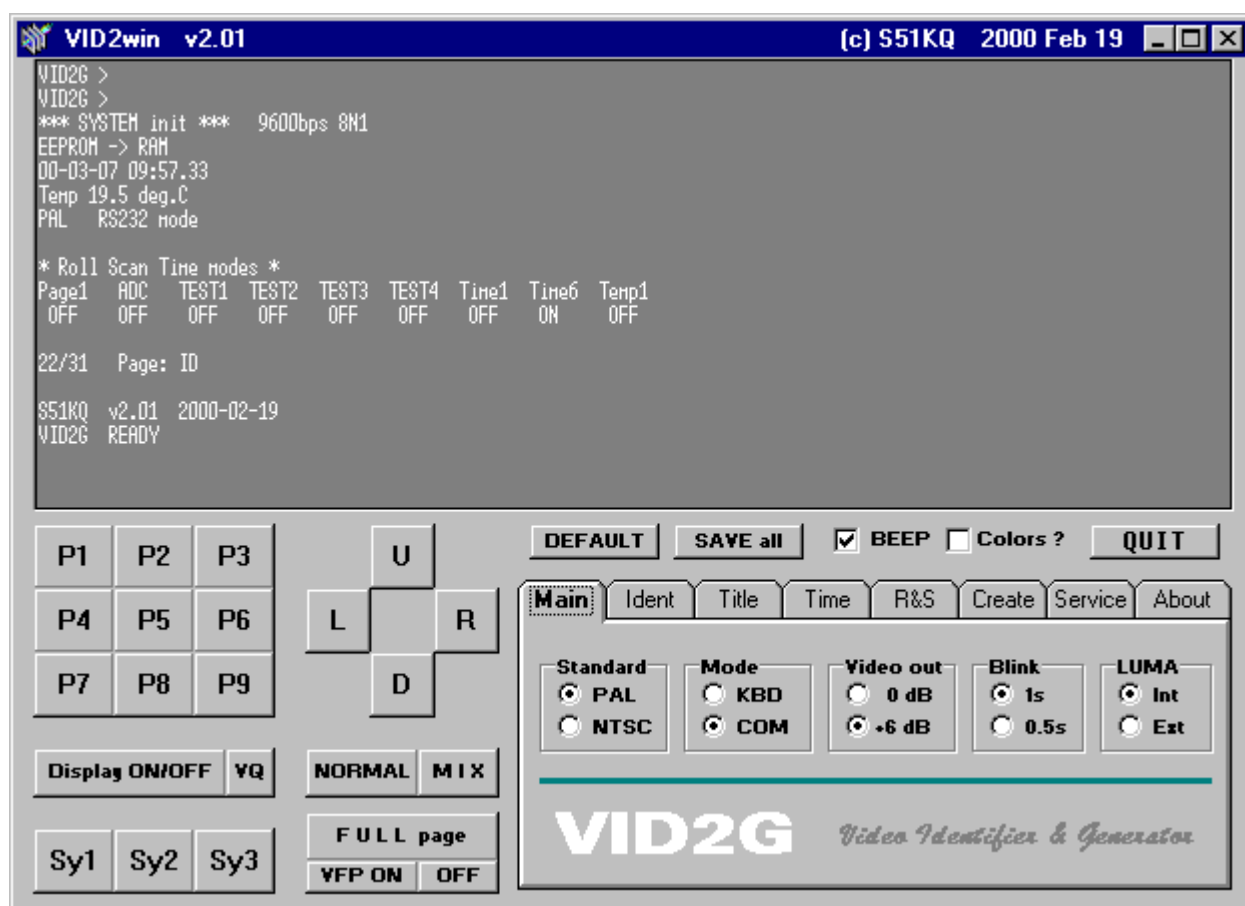 VID2win v2.01 (c) S51KQ 2000 Feb 19
VID2G >
VID2G >
*** SYSTEM init *** 9600bps 8N1
EEPROM -> RAM
00-03-07 09:57.33
Temp 19.5 deg.C
PAL RS232 mode
* Roll Scan Time modes *
Page1 ADC TEST1 TEST2 TEST3 TEST4 Time1 Time6 Temp1
OFF OFF OFF OFF OFF OFF OFF ON OFF
22/31 Page: ID
S51KQ v2.01 2000-02-19
VID2G READY
P1 P2 P3
P4 P5 P6
P7 P8 P9
U
L R
D
DEFAULT SAVE all BEEP Colors ? QUIT
Main Ident Title Time R&S Create Service About
Standard Mode Video out Blink LUMA
PAL KBD 0 dB 1s Int
NTSC COM +6 dB 0.5s Ext
Display ON/OFF VQ NORMAL MIX
Sy1 Sy2 Sy3
FULL page
VFP ON OFF
VID2G Video Identifier & Generator